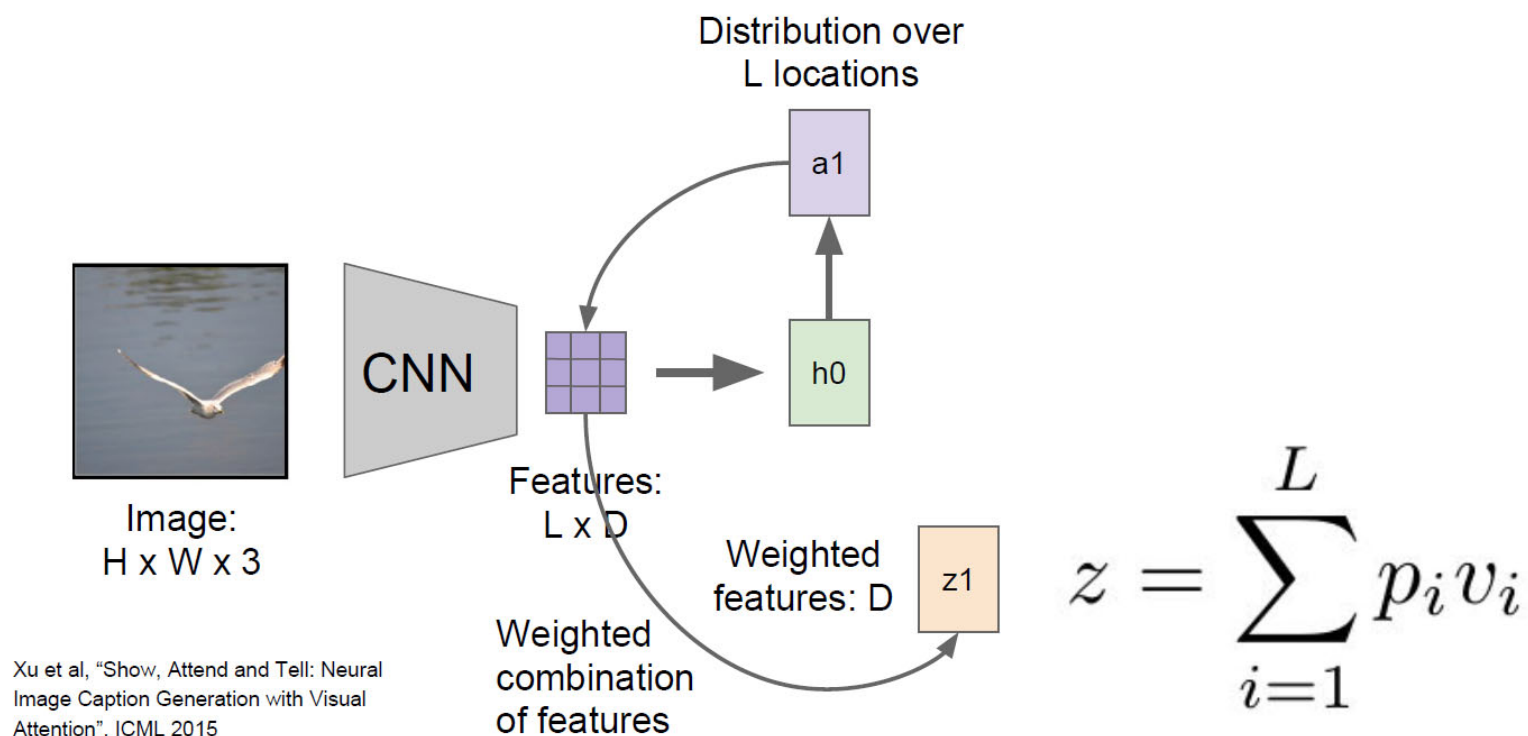 Distribution over
L locations
a1
CNN
h0
Features:
L x D
Image:
H x W x 3
Weighted
features: D
z1
z = \sum_{i=1}^{L} p_i v_i
Weighted
combination
of features
Xu et al, “Show, Attend and Tell: Neural
Image Caption Generation with Visual
Attention”, ICML 2015